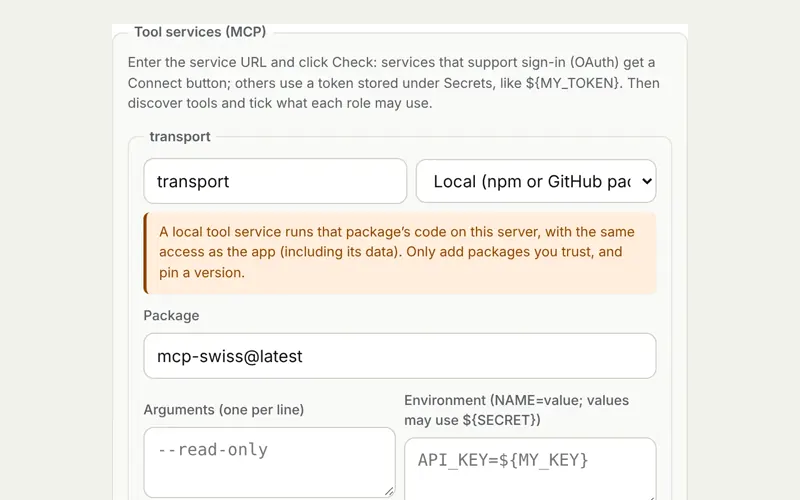 Tool services (MCP)
Enter the service URL and click Check: services that support sign-in (OAuth) get a
Connect button; others use a token stored under Secrets, like ${MY_TOKEN}. Then
discover tools and tick what each role may use.
transport
transport
Local (npm or GitHub pac
A local tool service runs that package’s code on this server, with the same
access as the app (including its data). Only add packages you trust, and
pin a version.
Package
mcp-swiss@latest
Arguments (one per line)
--read-only
Environment (NAME=value; values
may use ${SECRET})
API_KEY=${MY_KEY}